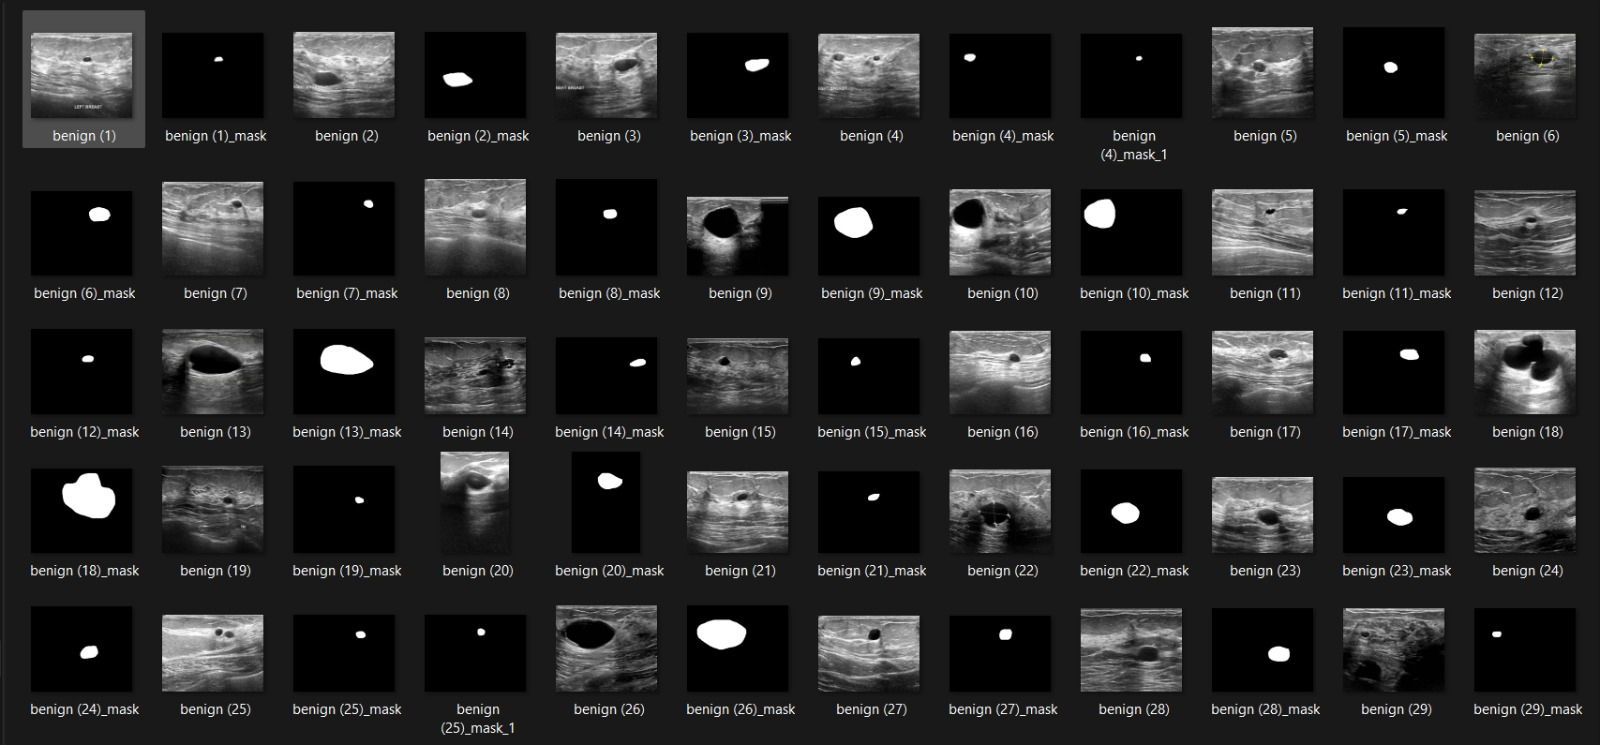 LEFT BREAST
benign (1)
benign (1)_mask
benign (2)
benign (2)_mask
benign (3)
benign (3)_mask
benign (4)
benign (4)_mask
benign
(4)_mask_1
benign (5)
benign (5)_mask
benign (6)
benign (6)_mask
benign (7)
benign (7)_mask
benign (8)
benign (8)_mask
benign (9)
benign (9)_mask
benign (10)
benign (10)_mask
benign (11)
benign (11)_mask
benign (12)
benign (12)_mask
benign (13)
benign (13)_mask
benign (14)
benign (14)_mask
benign (15)
benign (15)_mask
benign (16)
benign (16)_mask
benign (17)
benign (17)_mask
benign (18)
benign (18)_mask
benign (19)
benign (19)_mask
benign (20)
benign (20)_mask
benign (21)
benign (21)_mask
benign (22)
benign (22)_mask
benign (23)
benign (23)_mask
benign (24)
benign (24)_mask
benign (25)
benign (25)_mask
benign
(25)_mask_1
benign (26)
benign (26)_mask
benign (27)
benign (27)_mask
benign (28)
benign (28)_mask
benign (29)
benign (29)_mask